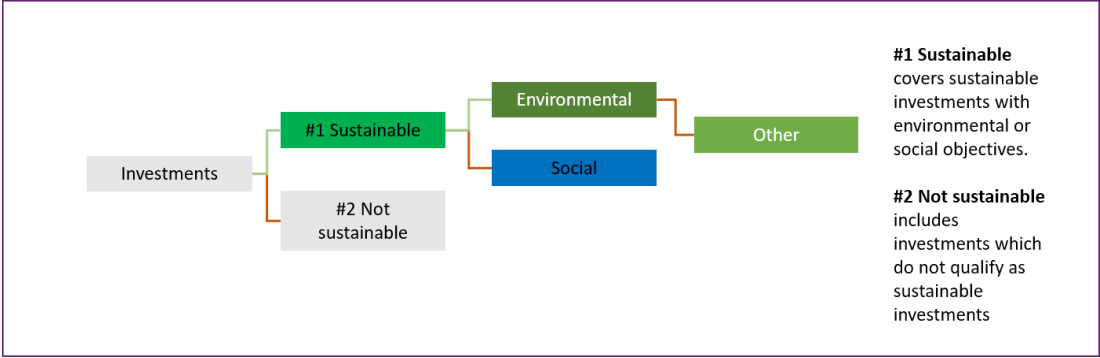 Investments
#1 Sustainable
#2 Not
sustainable
Environmental
Social
Other
#1 Sustainable
covers sustainable
investments with
environmental or
social objectives.
#2 Not sustainable
includes
investments which
do not qualify as
sustainable
investments